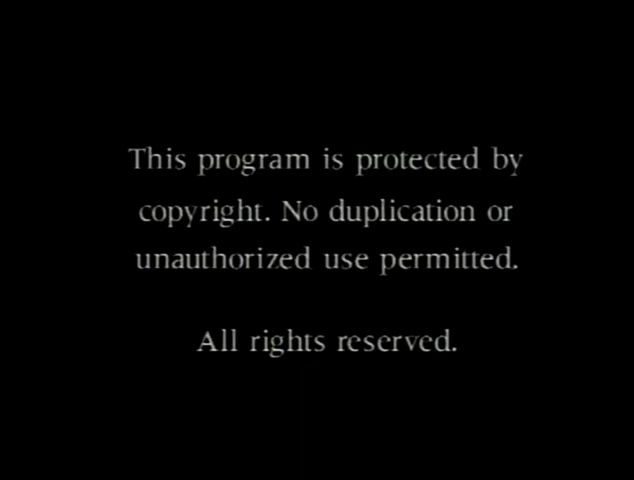 This program is protected by
copyright. No duplication or
unauthorized use permitted.
All rights reserved.